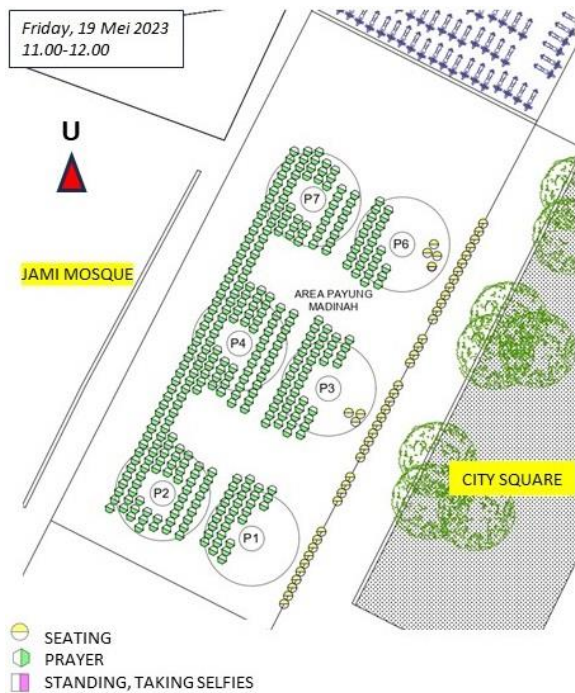 Friday, 19 Mei 2023
11.00-12.00
U
P7
P6
JAMI MOSQUE
AREA PAYUNG
MADINAH
P4
P3
CITY SQUARE
P2
P1
SEATING
PRAYER
STANDING, TAKING SELFIES